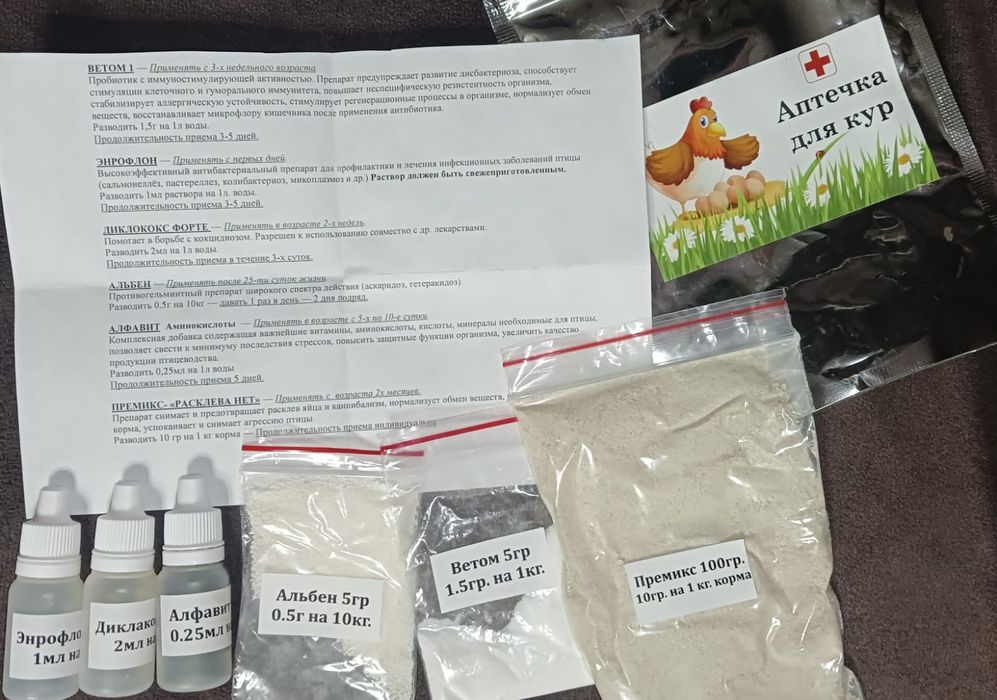 ВЕТОМ 1 — Применять с 3-х недельного возраста
Пробиотик с иммуностимулирующей активностью. Препарат предупреждает развитие дисбактериоза, способствует
стимуляции клеточного и гуморального иммунитета, повышает неспецифическую резистентность организма,
стабилизирует аллергическую устойчивость, стимулирует регенерационные процессы в организме, нормализует обмен
веществ, восстанавливает микрофлору кишечника после применения антибиотика.
Разводить 1,5г на 1л воды.
Продолжительность приема 3-5 дней.
ЭНРОФЛОН — Применять с первых дней
Высокоэффективный антибактериальный препарат для профилактики и лечения инфекционных заболеваний птицы
(сальмонеллёз, пастереллез, колибактериоз, микоплазмоз и др.) Раствор должен быть свежеприготовленным.
Разводить 1мл раствора на 1л. воды.
Продолжительность приема 3-5 дней.
ДИКЛОКОКС ФОРТЕ — Применять в возрасте 2-х недель.
Помогает в борьбе с кокцидиозом. Разрешен к использованию совместно с др. лекарствами.
Разводить 2мл на 1л воды.
Продолжительность приема в течение 3-х суток.
АЛЬБЕН — Применять после 25-ти суток жизни
Противогельминтный препарат широкого спектра действия (аскаридоз, гетеракидоз)
Разводить 0,5г на 10кг — давать 1 раз в день — 2 дня подряд.
АЛФАВИТ Аминокислоты — Применять в возрасте с 5-х по 10-е сутки.
Комплексная добавка содержащая важнейшие витамины, аминокислоты, кислоты, минералы необходимые для птицы,
позволяет свести к минимуму последствия стрессов, повысить защитные функции организма, увеличить качество
продукции птицеводства.
Разводить 0,25мл на 1л воды
Продолжительность приема 5 дней.
ПРЕМИКС- «РАСКЛЕВА НЕТ» — Применять с возраста 2х месяцев.
Препарат снимает и предотвращает расклев яйца и каннибализм, нормализует обмен веществ,
корма, успокаивает и снимает агрессию птицы.
Разводить 10 гр на 1 кг корма — Продолжительность приема индивидуальна
Аптечка
для кур
Энрофло
1мл на
Диклако
2мл на
Алфавит
0.25мл н
Альбен 5гр
0.5г на 10кг.
Ветом 5гр
1.5гр. на 1кг.
Премикс 100гр.
10гр. на 1 кг. корма